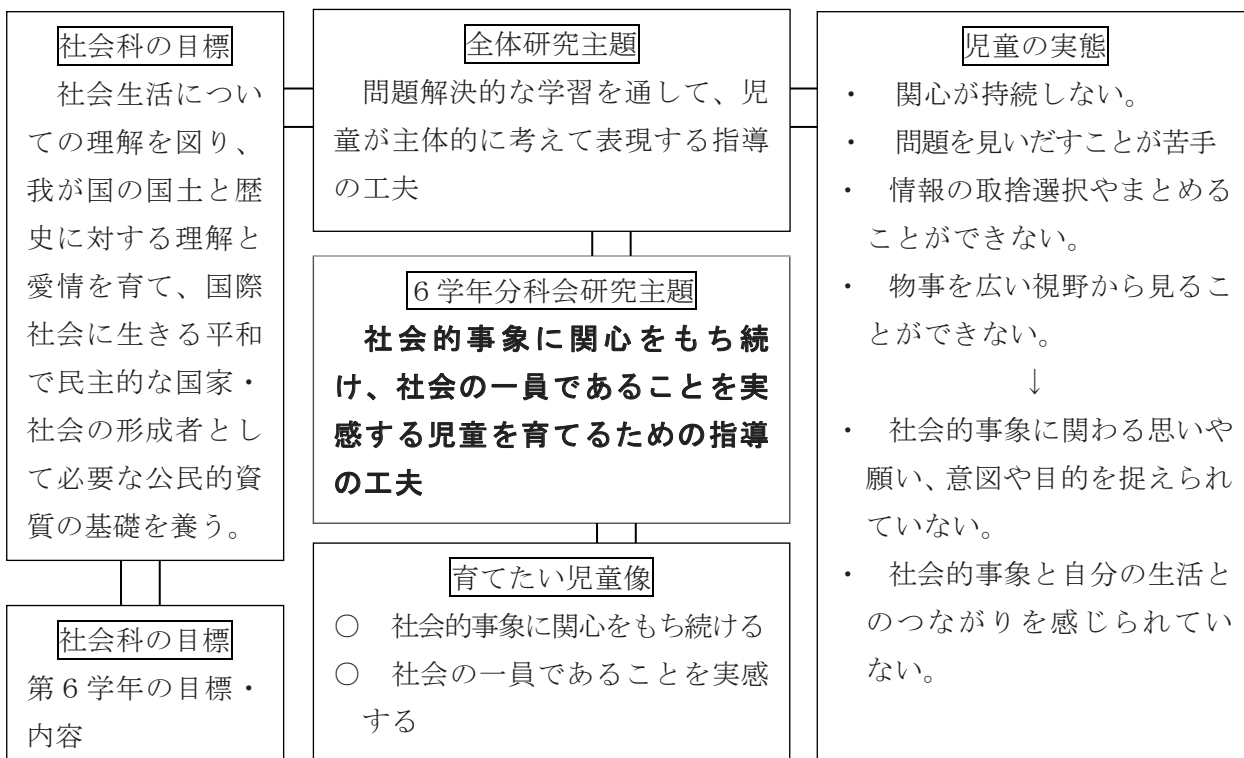 社会科の目標
社会生活につい
ての理解を図り、
我が国の国土と歴
史に対する理解と
愛情を育て、国際
社会に生きる平和
で民主的な国家・
社会の形成者とし
て必要な公民的資
質の基礎を養う。
社会科の目標
第6学年の目標・
内容
全体研究主題
問題解決的な学習を通して、児
童が主体的に考えて表現する指導
の工夫
6学年分科会研究主題
社会的事象に関心をもち続
け、社会の一員であることを実
感する児童を育てるための指導
の工夫
育てたい児童像
○ 社会的事象に関心をもち続ける
○ 社会の一員であることを実感
する
児童の実態
・ 関心が持続しない。
・ 問題を見いだすことが苦手
・ 情報の取捨選択やまとめる
ことができない。
・ 物事を広い視野から見るこ
とができない。
↓
・ 社会的事象に関わる思いや
願い、意図や目的を捉えられ
ていない。
・ 社会的事象と自分の生活と
のつながりを感じられてい
ない。